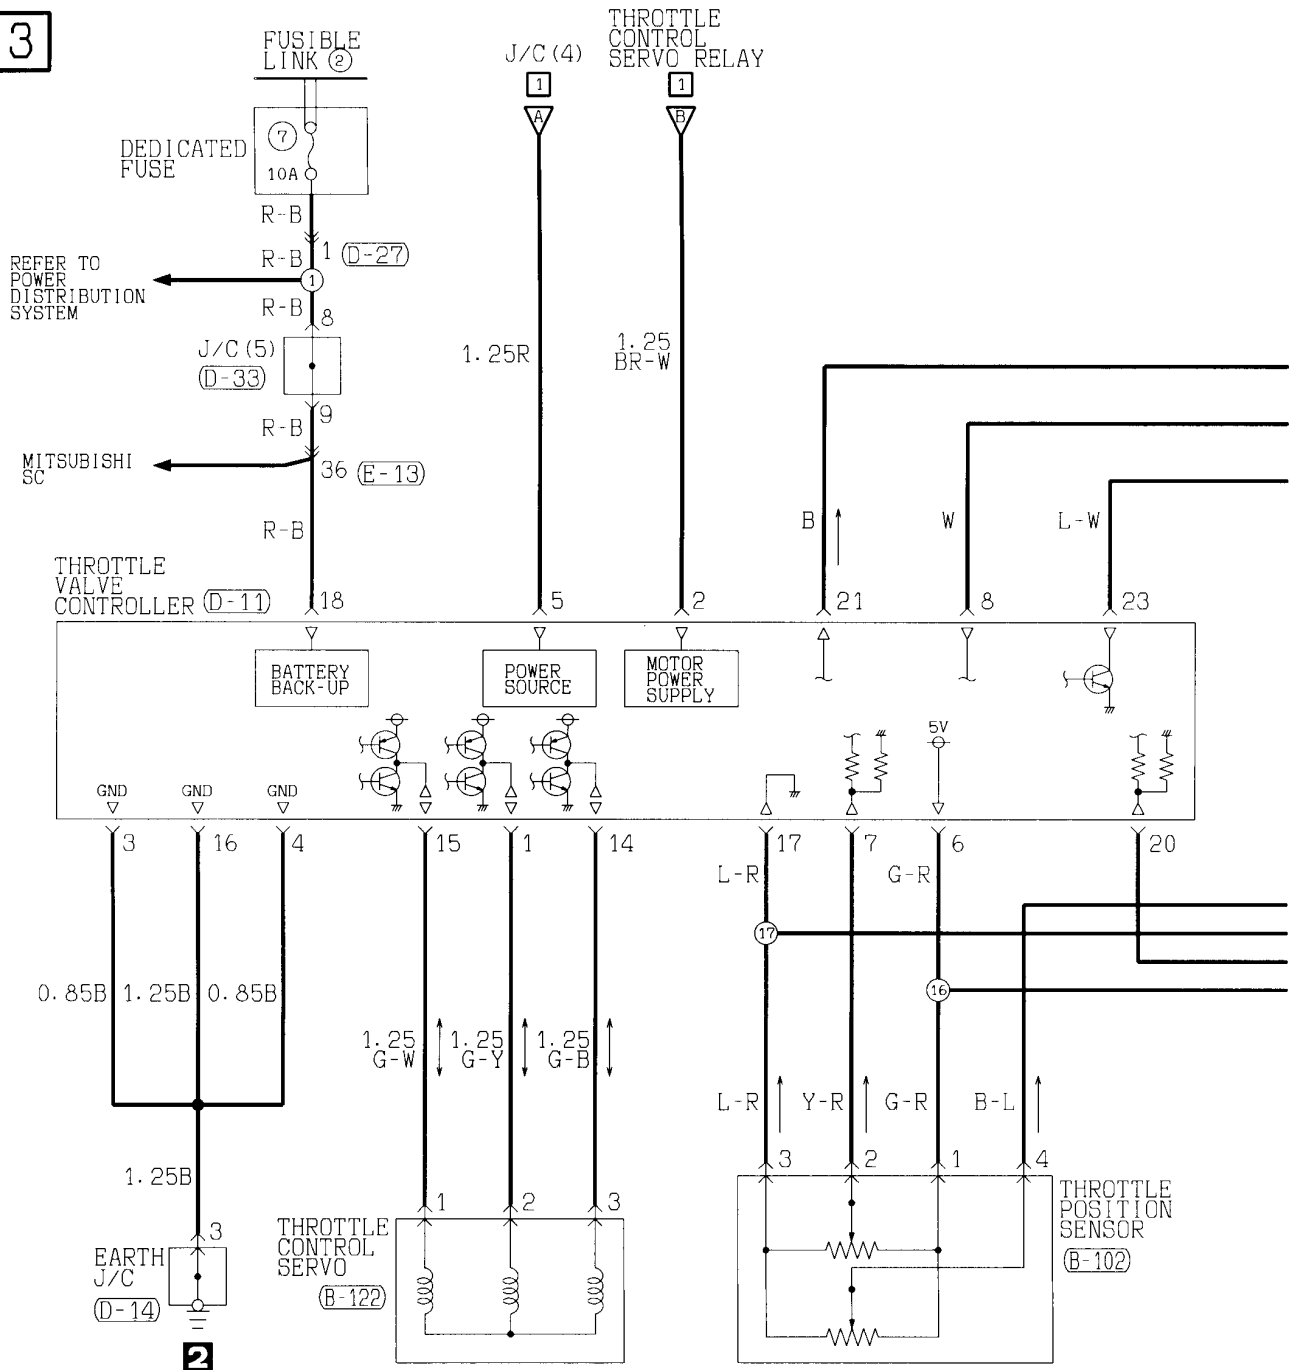 3
FUSIBLE
LINK ②
J/C(4)
THROTTLE
CONTROL
SERVO RELAY
1
1
A
B
DEDICATED
FUSE
7
10A
R-B
1 D-27
R-B
REFER TO
POWER
DISTRIBUTION
SYSTEM
1
R-B
8
J/C(5)
D-33
1.25R
1.25
BR-W
9
R-B
MITSUBISHI
SC
36 E-13
R-B
B
W
L-W
THROTTLE
VALVE
CONTROLLER D-11
18
5
2
21
8
23
BATTERY
BACK-UP
POWER
SOURCE
MOTOR
POWER
SUPPLY
5V
GND
GND
GND
3
16
4
15
1
14
17
7
6
20
L-R
G-R
17
16
0.85B
1.25B
0.85B
1.25
G-W
1.25
G-Y
1.25
G-B
L-R
Y-R
G-R
B-L
1.25B
3
2
1
4
THROTTLE
POSITION
SENSOR
B-102
1
2
3
THROTTLE
CONTROL
SERVO
B-122
3
EARTH
J/C
D-14
2